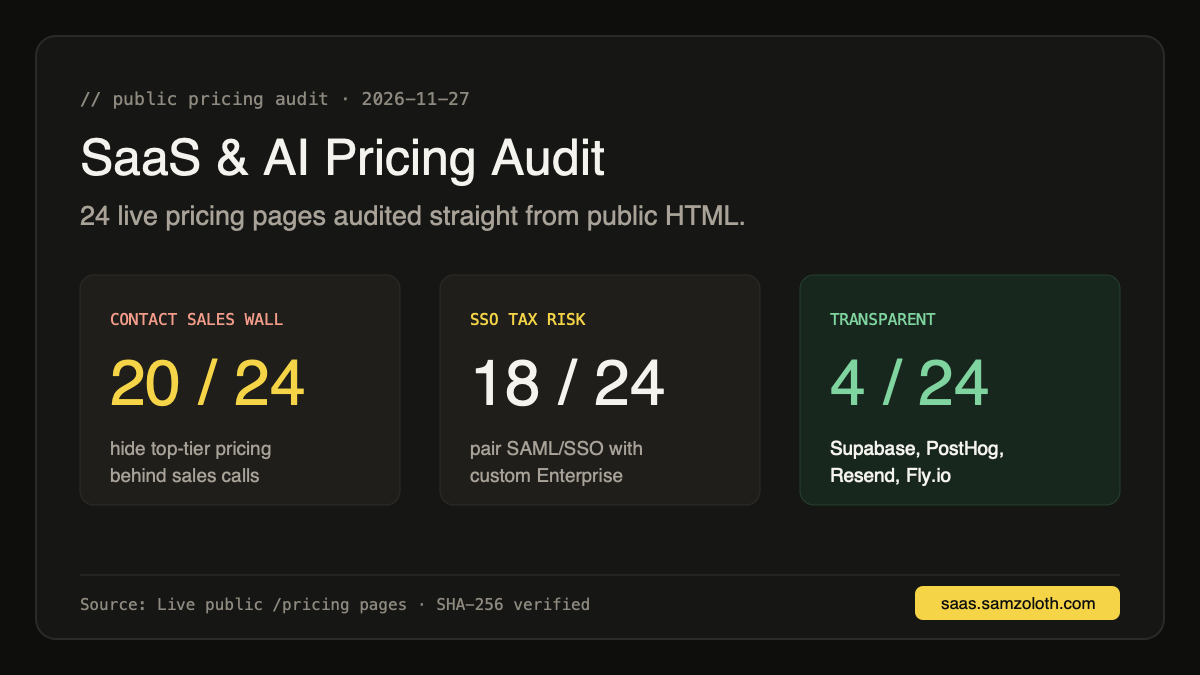 // public pricing audit · 2026-11-27
SaaS & AI Pricing Audit
24 live pricing pages audited straight from public HTML.
CONTACT SALES WALL
20 / 24
hide top-tier pricing
behind sales calls
SSO TAX RISK
18 / 24
pair SAML/SSO with
custom Enterprise
TRANSPARENT
4 / 24
Supabase, PostHog,
Resend, Fly.io
Source: Live public /pricing pages · SHA-256 verified
saas.samzoloth.com